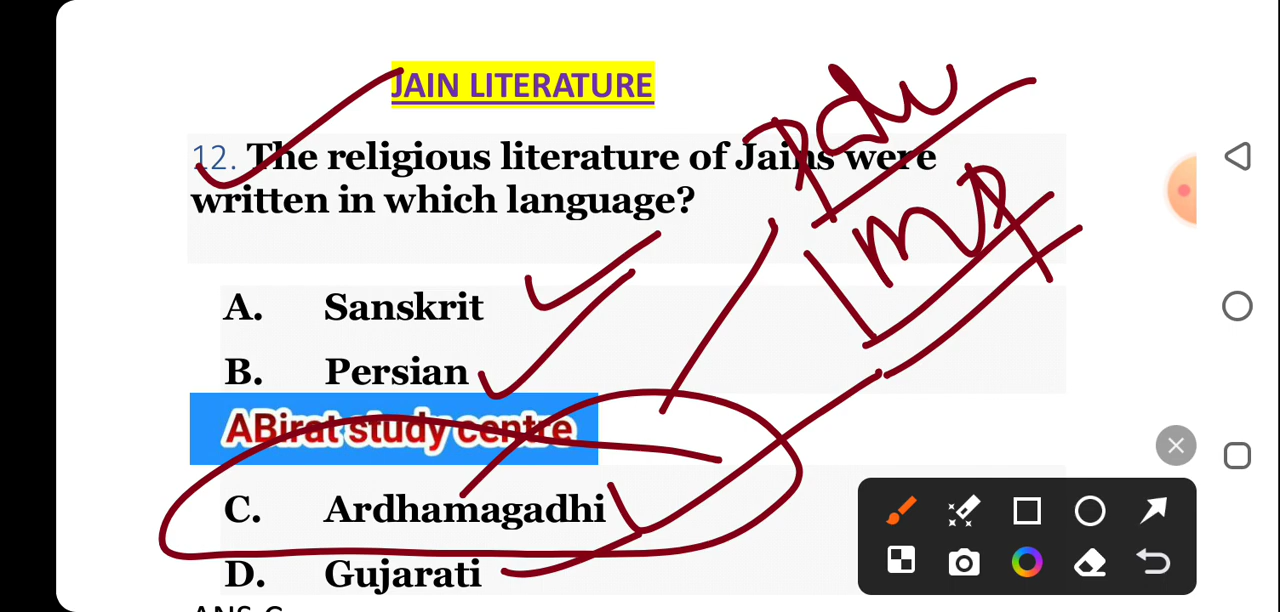 JAIN LITERATURE
12. The religious literature of Jains were
written in which language?
A. Sanskrit
B. Persian
ABirat study centre
C. Ardhamagadhi
D. Gujarati
ANS-C